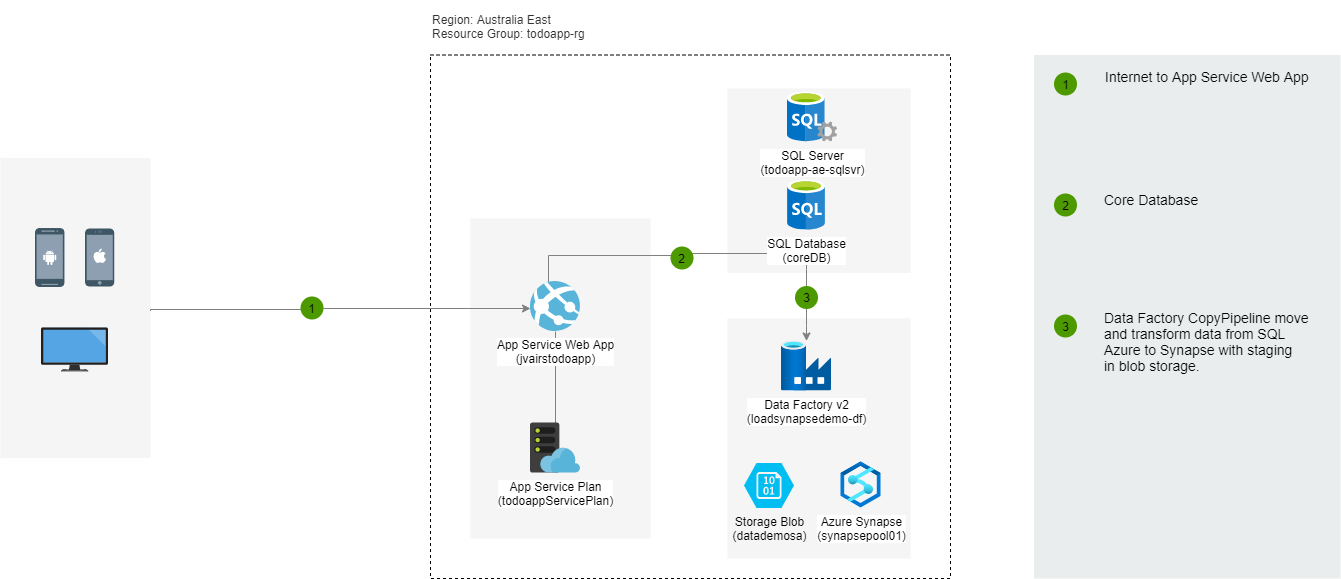 Region: Australia East
Resource Group: todoapp-rg
SQL
SQL Server
(todoapp-ae-sqlsvr)
SQL
SQL Database
(coreDB)
1
2
3
App Service Web App
(jvairstodoapp)
App Service Plan
(todoappServicePlan)
Data Factory v2
(loadsynapsedemo-df)
10
01
Storage Blob
(datademosa)
Azure Synapse
(synapsepool01)
1
Internet to App Service Web App
2
Core Database
3
Data Factory CopyPipeline move
and transform data from SQL
Azure to Synapse with staging
in blob storage.